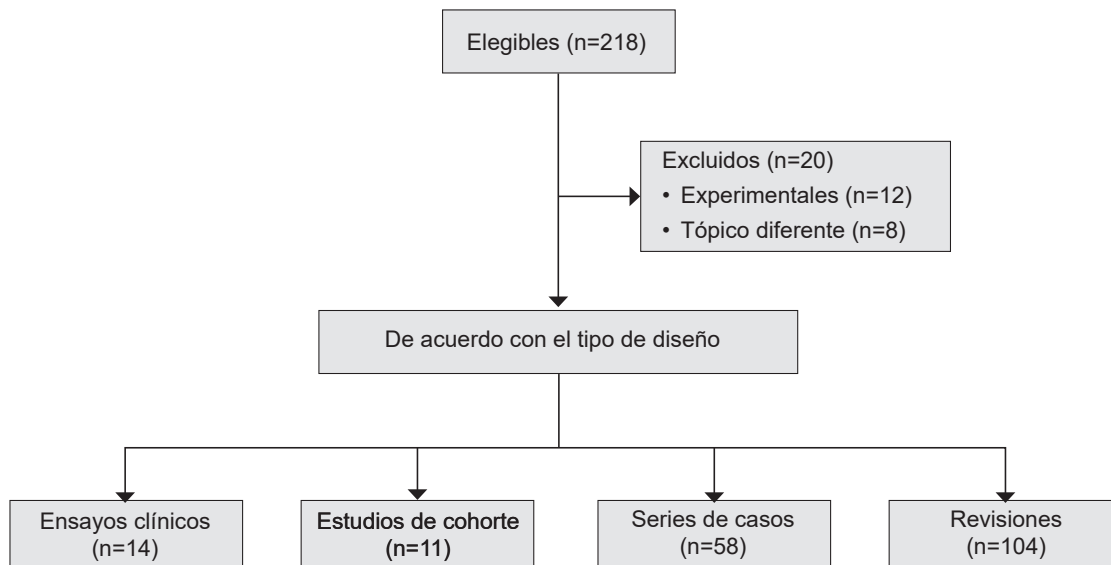 Elegibles (n=218)
Excluidos (n=20)
• Experimentales (n=12)
• Tópico diferente (n=8)
De acuerdo con el tipo de diseño
Ensayos clínicos
(n=14)
Estudios de cohorte
(n=11)
Series de casos
(n=58)
Revisiones
(n=104)